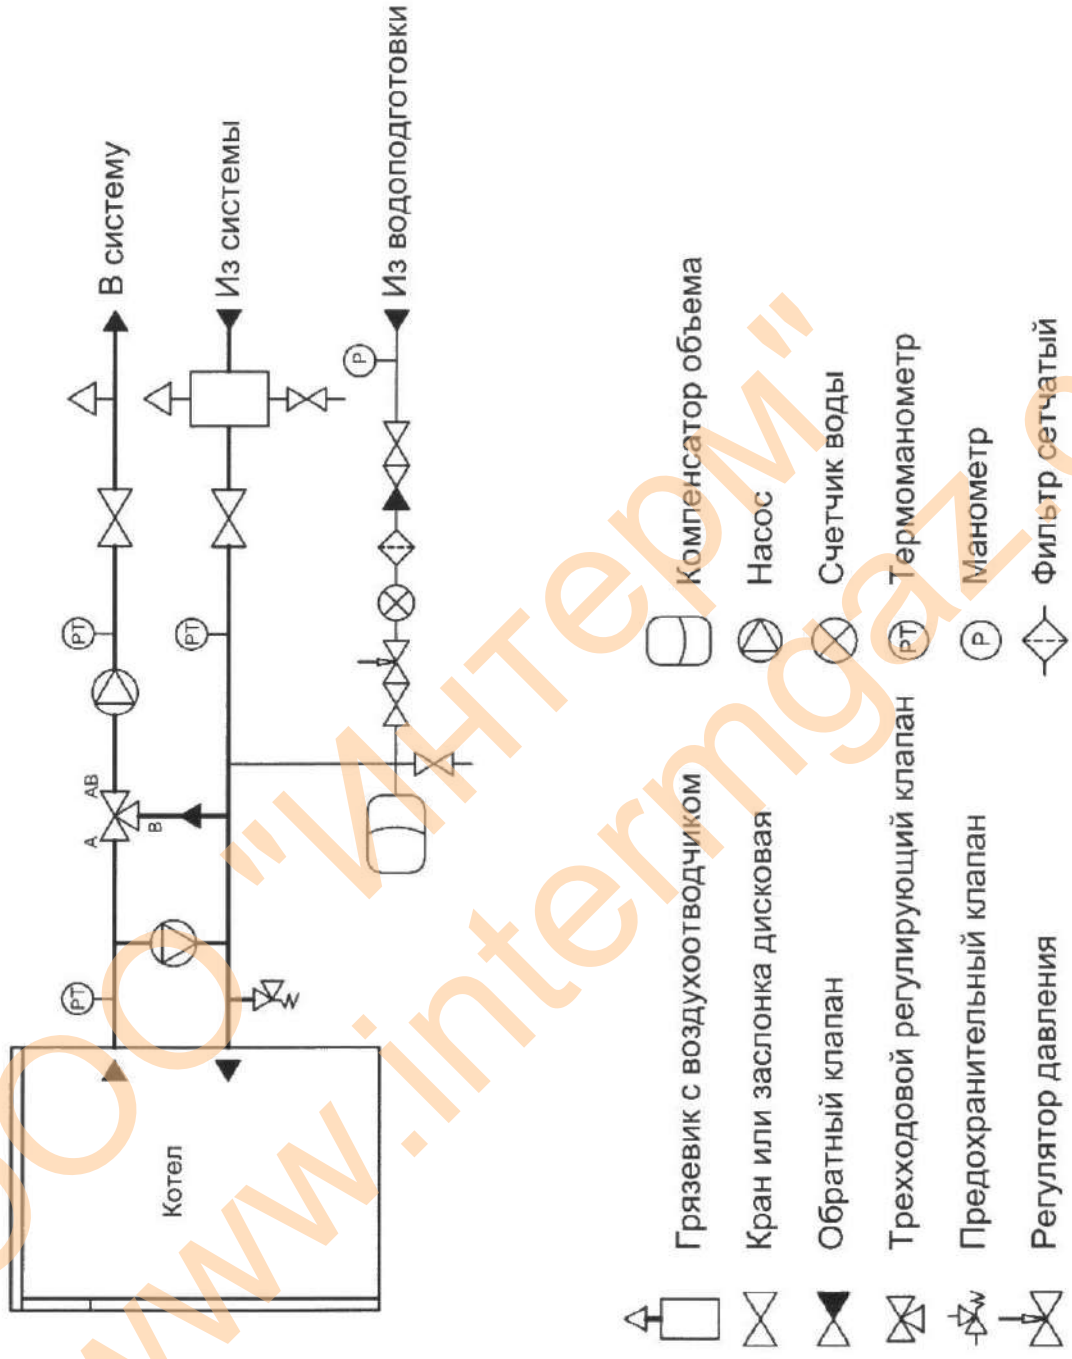 В систему
Из системы
Из водоподготовки
PT
PT
PT
P
A
AB
B
Котел
Грязевик с воздухоотводчиком
Кран или заслонка дисковая
Обратный клапан
Трехходовой регулирующий клапан
Предохранительный клапан
Регулятор давления
Компенсатор объема
Насос
Счетчик воды
PT Термоманометр
P Манометр
Фильтр сетчатый
ООО "Интерм"
www.intermgaz.c